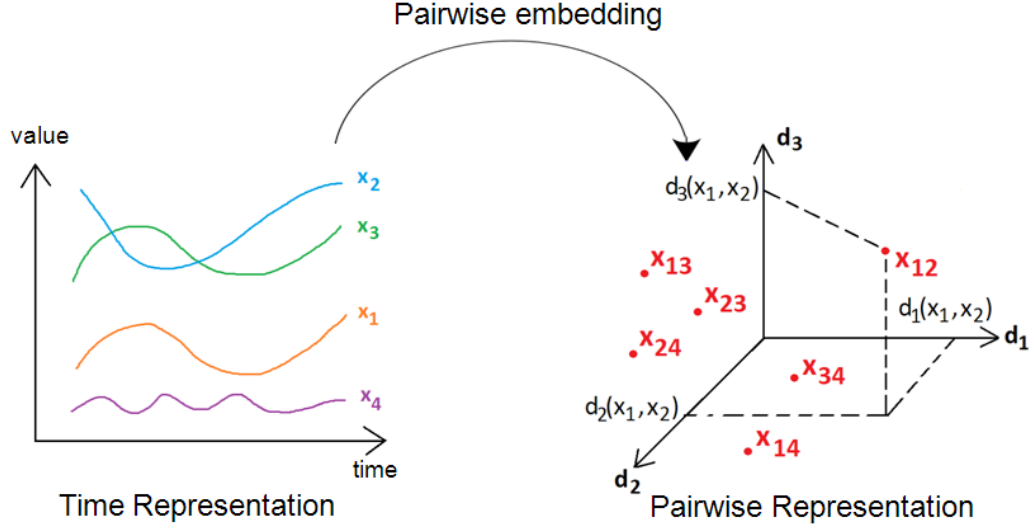 Pairwise embedding
value
x₂
x₃
x₁
x₄
time
Time Representation
d₃
d₃(x₁,x₂)
x₁₂
x₁₃
x₂₃
d₁(x₁,x₂)
x₂₄
d₁
x₃₄
d₂(x₁,x₂)
x₁₄
d₂
Pairwise Representation